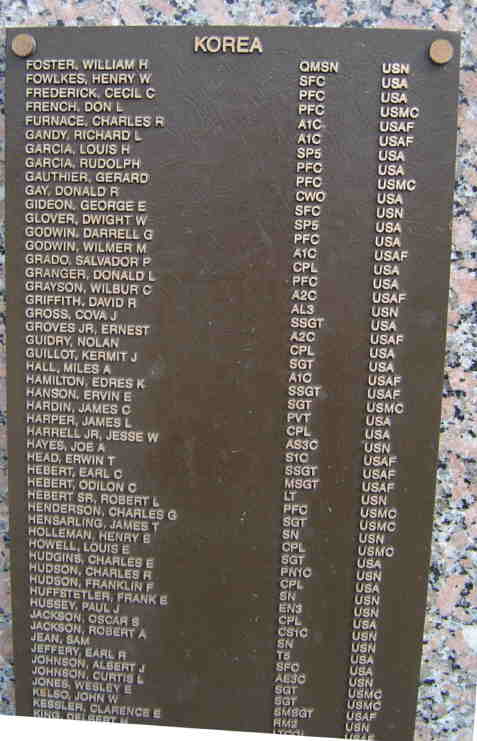 KOREA
FOSTER, WILLIAM H QMSN USN
FOWLKES, HENRY W SFC USA
FREDERICK, CECIL C PFC USA
FRENCH, DON L PFC USMC
FURNACE, CHARLES R A1C USAF
GANDY, RICHARD L A1C USAF
GARCIA, LOUIS H SP5 USA
GARCIA, RUDOLPH PFC USA
GAUTHIER, GERARD PFC USMC
GAY, DONALD R CWO USA
GIDEON, GEORGE E SFC USN
GLOVER, DWIGHT W SP5 USA
GODWIN, DARRELL G PFC USA
GODWIN, WILMER M A1C USAF
GRADO, SALVADOR P CPL USA
GRANGER, DONALD L PFC USA
GRAYSON, WILBUR C A2C USAF
GRIFFITH, DAVID R AL3 USN
GROSS, COVA J SSGT USA
GROVES JR, ERNEST A2C USAF
GUIDRY, NOLAN CPL USA
GUILLOT, KERMIT J SGT USA
HALL, MILES A A1C USAF
HAMILTON, EDRES K SSGT USAF
HANSON, ERVIN E SGT USMC
HARDIN, JAMES C PVT USA
HARPER, JAMES L CPL USA
HARRELL JR, JESSE W AS3C USN
HAYES, JOE A S1C USAF
HEAD, ERWIN T SSGT USAF
HEBERT, EARL C MSGT USAF
HEBERT, ODILON C LT USN
HEBERT SR, ROBERT L PFC USMC
HENDERSON, CHARLES G SGT USMC
HENSARLING, JAMES T SN USN
HOLLEMAN, HENRY B CPL USMC
HOWELL, LOUIS E SGT USA
HUDGINS, CHARLES E PN1C USN
HUDSON, CHARLES R CPL USA
HUDSON, FRANKLIN F SN USN
HUFFSTETLER, FRANK E EN3 USN
HUSSEY, PAUL J CPL USA
JACKSON, OSCAR S CS1C USN
JACKSON, ROBERT A SN USN
JEAN, SAM T5 USA
JEFFERY, EARL R SFC USA
JOHNSON, ALBERT J AE3C USN
JOHNSON, CURTIS L SGT USMC
JONES, WESLEY E SGT USMC
KELSO, JOHN W SMSGT USAF
KESSLER, CLARENCE E RM2 USN
KING, DELBERT